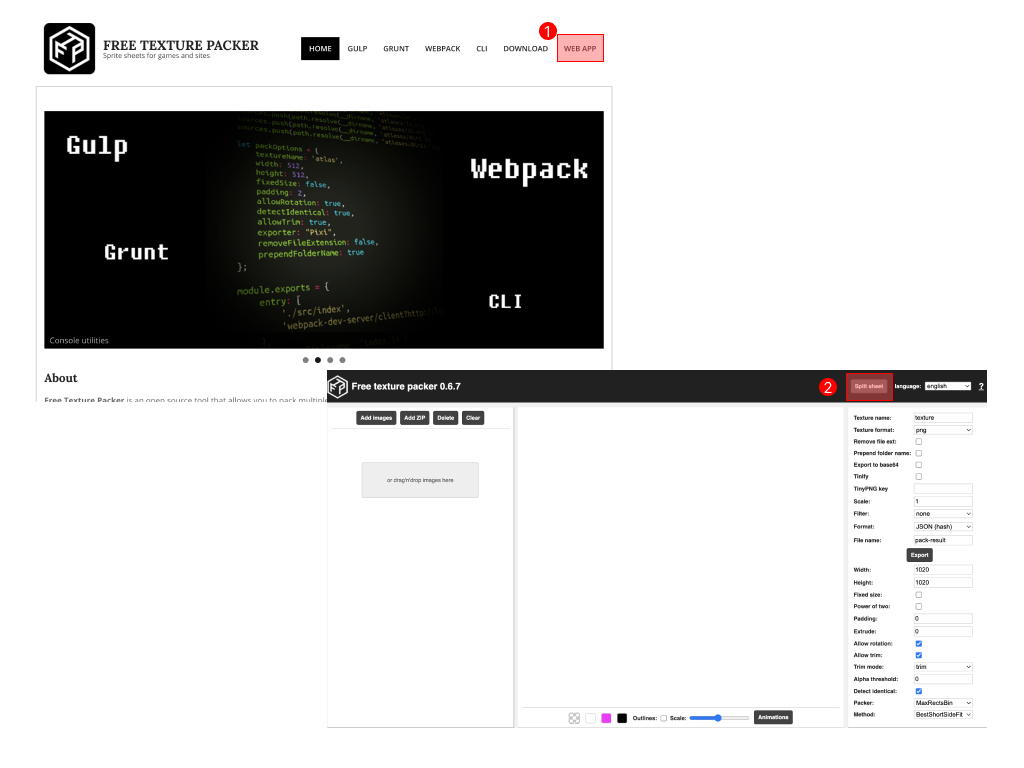 FREE TEXTURE PACKER
Sprite sheets for games and sites
HOME GULP GRUNT WEBPACK CLI DOWNLOAD WEB APP
1
Gulp
Webpack
Grunt
CLI
let packOptions = {
textureName: 'atlas',
width: 512,
height: 512,
fixedSize: false,
padding: 2,
allowRotation: true,
detectIdentical: true,
allowTrim: true,
exporter: "Pixi",
removeFileExtension: false,
prependFolderName: true
};
module.exports = {
entry: [
'./src/index',
Console utilities
About
Free Texture Packer is an open source tool that allows you to pack multiple
Free texture packer 0.6.7
2
Split sheet
language: english ?
Add images Add ZIP Delete Clear
or drag'n'drop images here
Texture name: texture
Texture format: png
Remove file ext:
Prepend folder name:
Export to base64
Tinify
TinyPNG key
Scale: 1
Filter: none
Format: JSON (hash)
File name: pack-result
Export
Width: 1020
Height: 1020
Fixed size:
Power of two:
Padding: 0
Extrude: 0
Allow rotation:
Allow trim:
Trim mode: trim
Alpha threshold: 0
Detect identical:
Packer: MaxRectsBin
Method: BestShortSideFit
Outlines: Scale: Animations